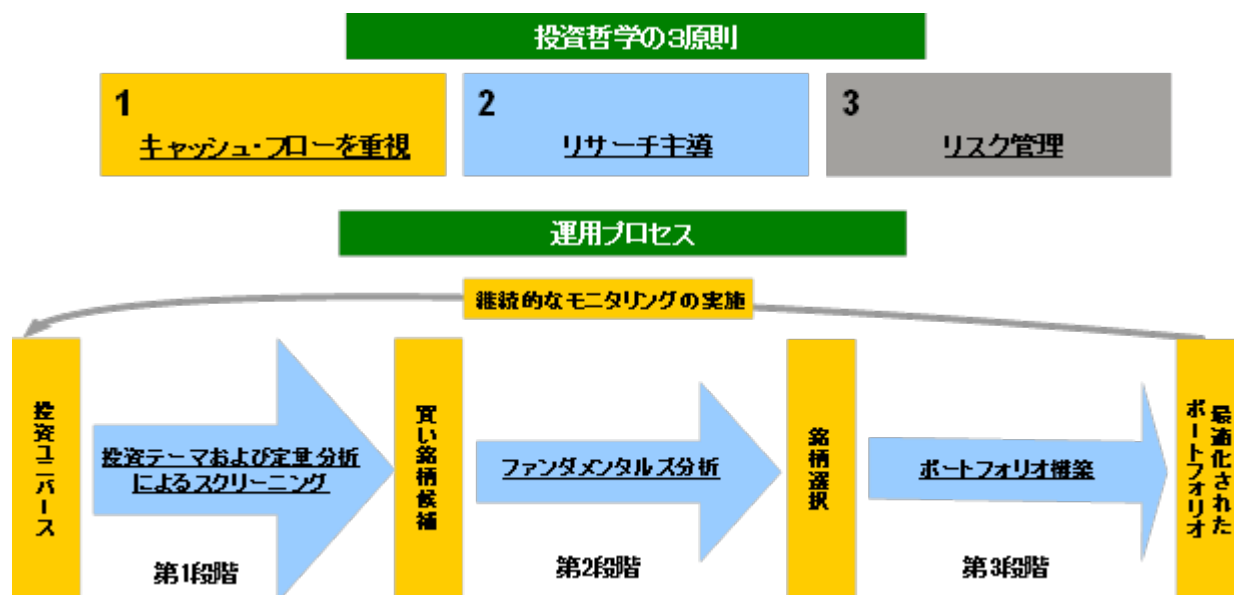 投資哲学の3原則
1
キャッシュ・フローを重視
2
リサーチ主導
3
リスク管理
運用プロセス
継続的なモニタリングの実施
投資ユニバース
投資テーマおよび定量分析
によるスクリーニング
第1段階
買い銘柄候補
ファンダメンタルズ分析
第2段階
銘柄選択
ポートフォリオ構築
第3段階
最適化された
ポートフォリオ